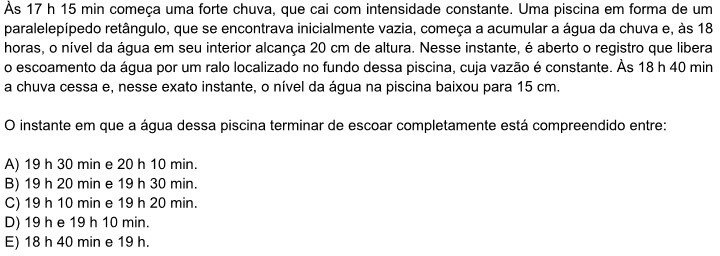 Às 17 h 15 min começa uma forte chuva, que cai com intensidade constante. Uma piscina em forma de um
paralelepípedo retângulo, que se encontrava inicialmente vazia, começa a acumular a água da chuva e, às 18
horas, o nível da água em seu interior alcança 20 cm de altura. Nesse instante, é aberto o registro que libera
o escoamento da água por um ralo localizado no fundo dessa piscina, cuja vazão é constante. Às 18 h 40 min
a chuva cessa e, nesse exato instante, o nível da água na piscina baixou para 15 cm.
O instante em que a água dessa piscina terminar de escoar completamente está compreendido entre:
A) 19 h 30 min e 20 h 10 min.
B) 19 h 20 min e 19 h 30 min.
C) 19 h 10 min e 19 h 20 min.
D) 19 h e 19 h 10 min.
E) 18 h 40 min e 19 h.